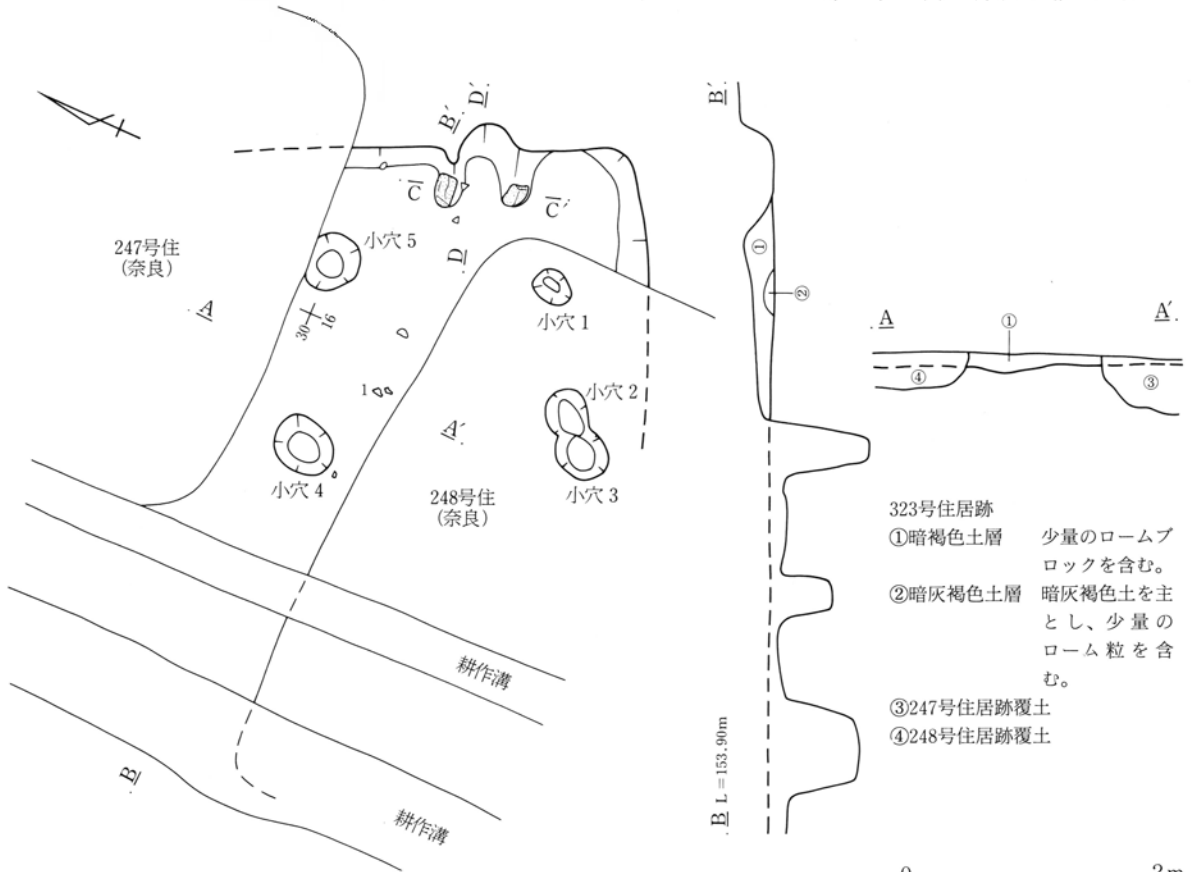 D′
B′
C
C′
D
247号住
(奈良)
小穴 5
A
30
16
小穴 1
1
小穴 2
A′
小穴 4
小穴 3
248号住
(奈良)
耕作溝
耕作溝
B
B′
①
②
B L＝153.90m
A
A′
①
④
③
323号住居跡
①暗褐色土層 少量のロームブ
ロックを含む。
②暗灰褐色土層 暗灰褐色土を主
とし、少量の
ローム粒を含
む。
③247号住居跡覆土
④248号住居跡覆土